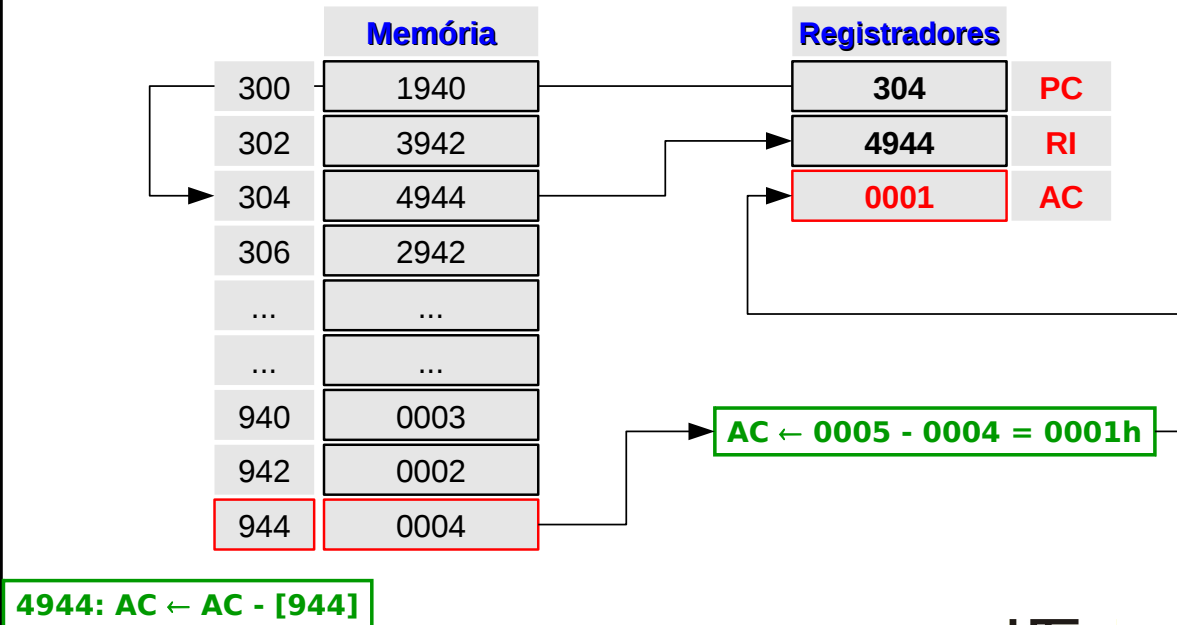 Memória Registradores
300 1940 304 PC
302 3942 4944 RI
304 4944 0001 AC
306 2942
... ...
... ...
940 0003
942 0002
944 0004
AC ← 0005 - 0004 = 0001h
4944: AC ← AC - [944]